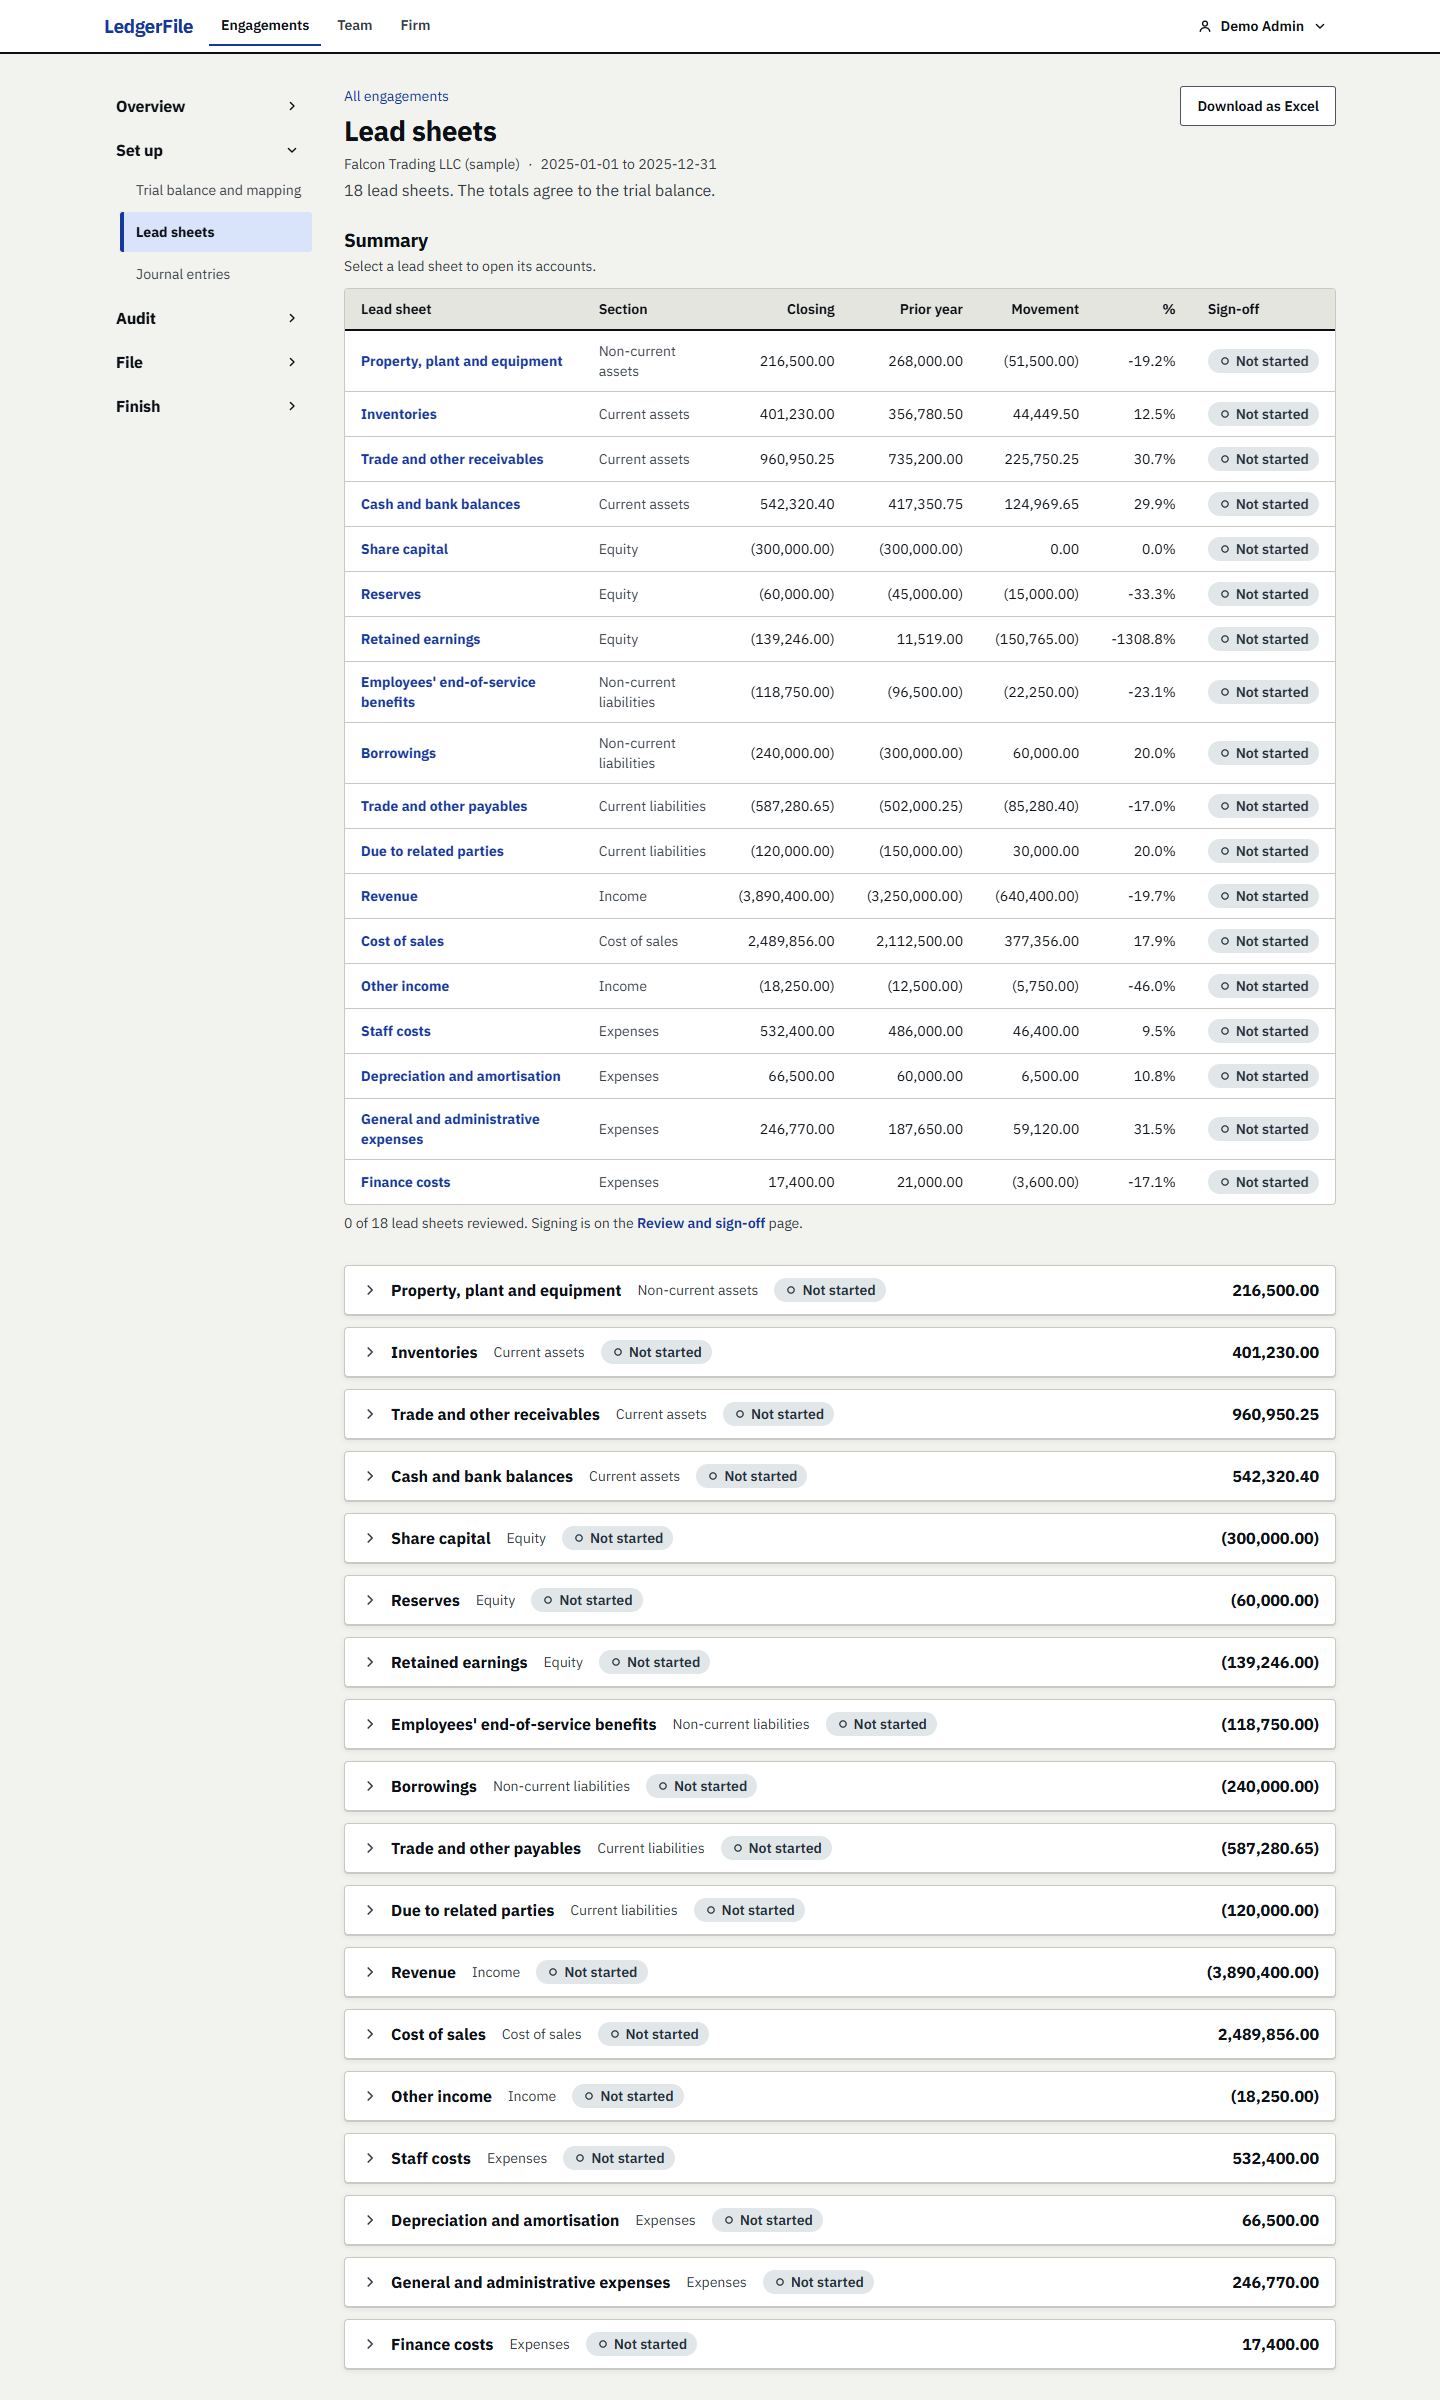 LedgerFile Engagements Team Firm Demo Admin
Overview
Set up
Trial balance and mapping
Lead sheets
Journal entries
Audit
File
Finish
All engagements
Download as Excel
Lead sheets
Falcon Trading LLC (sample) · 2025-01-01 to 2025-12-31
18 lead sheets. The totals agree to the trial balance.
Summary
Select a lead sheet to open its accounts.
Lead sheet Section Closing Prior year Movement % Sign-off
Property, plant and equipment Non-current assets 216,500.00 268,000.00 (51,500.00) -19.2% Not started
Inventories Current assets 401,230.00 356,780.50 44,449.50 12.5% Not started
Trade and other receivables Current assets 960,950.25 735,200.00 225,750.25 30.7% Not started
Cash and bank balances Current assets 542,320.40 417,350.75 124,969.65 29.9% Not started
Share capital Equity (300,000.00) (300,000.00) 0.00 0.0% Not started
Reserves Equity (60,000.00) (45,000.00) (15,000.00) -33.3% Not started
Retained earnings Equity (139,246.00) 11,519.00 (150,765.00) -1308.8% Not started
Employees' end-of-service benefits Non-current liabilities (118,750.00) (96,500.00) (22,250.00) -23.1% Not started
Borrowings Non-current liabilities (240,000.00) (300,000.00) 60,000.00 20.0% Not started
Trade and other payables Current liabilities (587,280.65) (502,000.25) (85,280.40) -17.0% Not started
Due to related parties Current liabilities (120,000.00) (150,000.00) 30,000.00 20.0% Not started
Revenue Income (3,890,400.00) (3,250,000.00) (640,400.00) -19.7% Not started
Cost of sales Cost of sales 2,489,856.00 2,112,500.00 377,356.00 17.9% Not started
Other income Income (18,250.00) (12,500.00) (5,750.00) -46.0% Not started
Staff costs Expenses 532,400.00 486,000.00 46,400.00 9.5% Not started
Depreciation and amortisation Expenses 66,500.00 60,000.00 6,500.00 10.8% Not started
General and administrative expenses Expenses 246,770.00 187,650.00 59,120.00 31.5% Not started
Finance costs Expenses 17,400.00 21,000.00 (3,600.00) -17.1% Not started
0 of 18 lead sheets reviewed. Signing is on the Review and sign-off page.
Property, plant and equipment Non-current assets Not started 216,500.00
Inventories Current assets Not started 401,230.00
Trade and other receivables Current assets Not started 960,950.25
Cash and bank balances Current assets Not started 542,320.40
Share capital Equity Not started (300,000.00)
Reserves Equity Not started (60,000.00)
Retained earnings Equity Not started (139,246.00)
Employees' end-of-service benefits Non-current liabilities Not started (118,750.00)
Borrowings Non-current liabilities Not started (240,000.00)
Trade and other payables Current liabilities Not started (587,280.65)
Due to related parties Current liabilities Not started (120,000.00)
Revenue Income Not started (3,890,400.00)
Cost of sales Cost of sales Not started 2,489,856.00
Other income Income Not started (18,250.00)
Staff costs Expenses Not started 532,400.00
Depreciation and amortisation Expenses Not started 66,500.00
General and administrative expenses Expenses Not started 246,770.00
Finance costs Expenses Not started 17,400.00